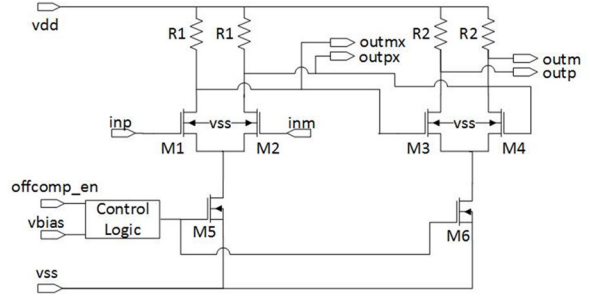 vdd
R1 R1 R2 R2
outmx
outpx
outm
outp
inp vss inm vss
M1 M2 M3 M4
offcomp_en
Control
Logic
vbias
M5 M6
vss